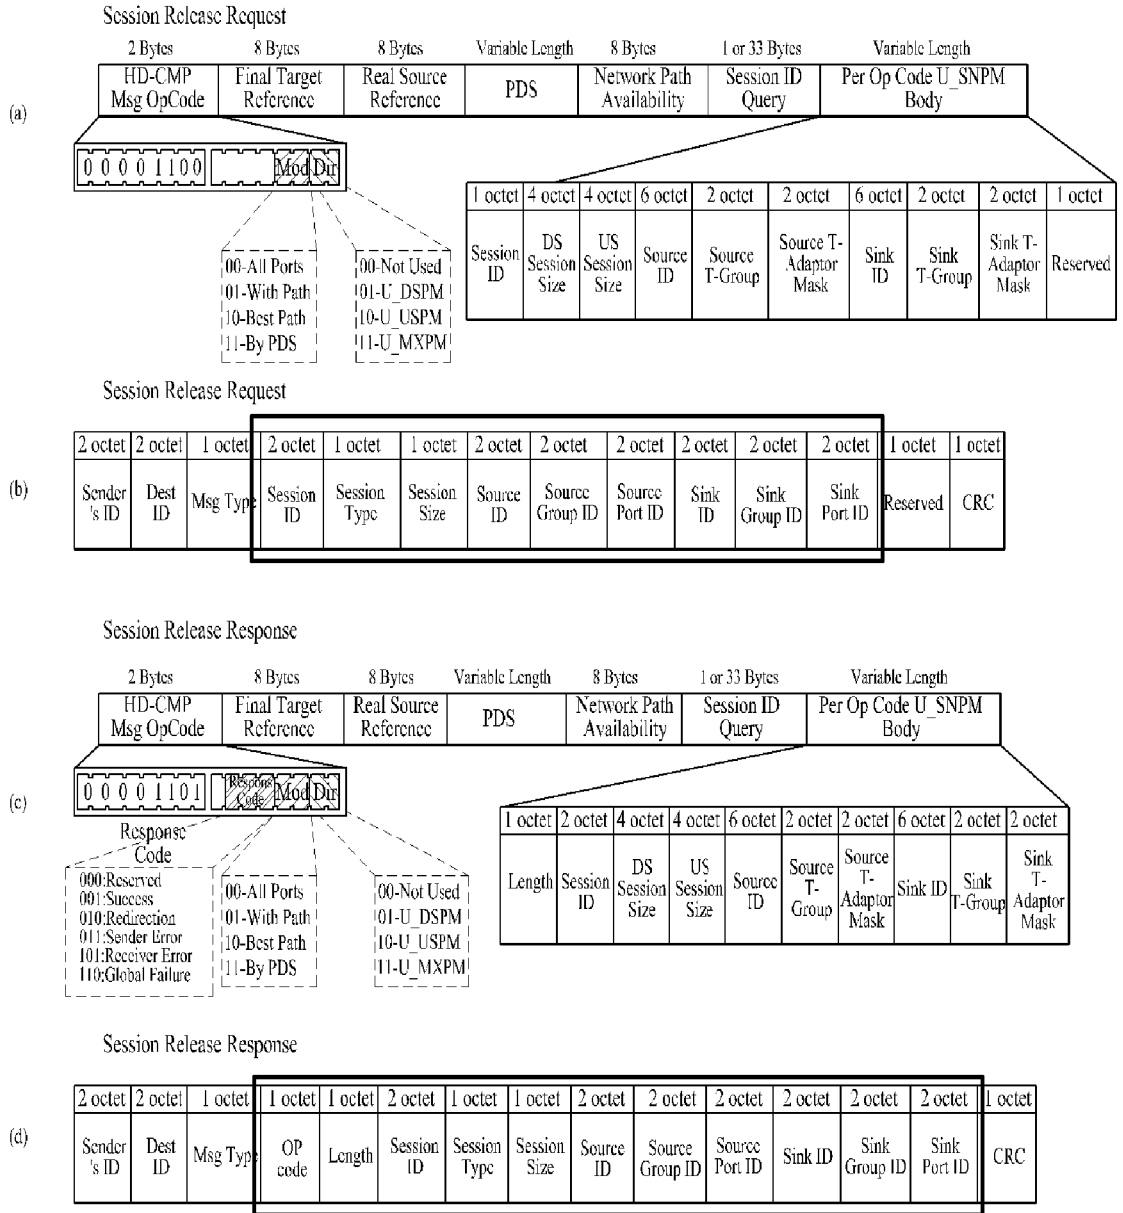 Session Release Request
2 Bytes 8 Bytes 8 Bytes Variable Length 8 Bytes 1 or 33 Bytes Variable Length
(a)
HD-CMP Msg OpCode
Final Target Reference
Real Source Reference
PDS
Network Path Availability
Session ID Query
Per Op Code U_SNPM Body
0 0 0 0 1 1 0 0 Mod Dir
00-All Ports
01-With Path
10-Best Path
11-By PDS
00-Not Used
01-U_DSPM
10-U_USPM
11-U_MXPM
1 octet 4 octet 4 octet 6 octet 2 octet 2 octet 6 octet 2 octet 2 octet 1 octet
Session ID
DS Session Size
US Session Size
Source ID
Source T-Group
Source T-Adaptor Mask
Sink ID
Sink T-Group
Sink T-Adaptor Mask
Reserved
Session Release Request
(b)
2 octet 2 octet 1 octet 2 octet 1 octet 1 octet 2 octet 2 octet 2 octet 2 octet 2 octet 2 octet 1 octet 1 octet
Sender's ID
Dest ID
Msg Type
Session ID
Session Type
Session Size
Source ID
Source Group ID
Source Port ID
Sink ID
Sink Group ID
Sink Port ID
Reserved
CRC
Session Release Response
2 Bytes 8 Bytes 8 Bytes Variable Length 8 Bytes 1 or 33 Bytes Variable Length
(c)
HD-CMP Msg OpCode
Final Target Reference
Real Source Reference
PDS
Network Path Availability
Session ID Query
Per Op Code U_SNPM Body
0 0 0 0 1 1 0 1 Respons Code Mod Dir
Response Code
000:Reserved
001:Success
010:Redirection
011:Sender Error
101:Receiver Error
110:Global Failure
00-All Ports
01-With Path
10-Best Path
11-By PDS
00-Not Used
01-U_DSPM
10-U_USPM
11-U_MXPM
1 octet 2 octet 4 octet 4 octet 6 octet 2 octet 2 octet 6 octet 2 octet 2 octet
Length
Session ID
DS Session Size
US Session Size
Source ID
Source T-Group
Source T-Adaptor Mask
Sink ID
Sink T-Group
Sink T-Adaptor Mask
Session Release Response
(d)
2 octet 2 octet 1 octet 1 octet 1 octet 2 octet 1 octet 1 octet 2 octet 2 octet 2 octet 2 octet 2 octet 2 octet 1 octet
Sender's ID
Dest ID
Msg Type
OP code
Length
Session ID
Session Type
Session Size
Source ID
Source Group ID
Source Port ID
Sink ID
Sink Group ID
Sink Port ID
CRC